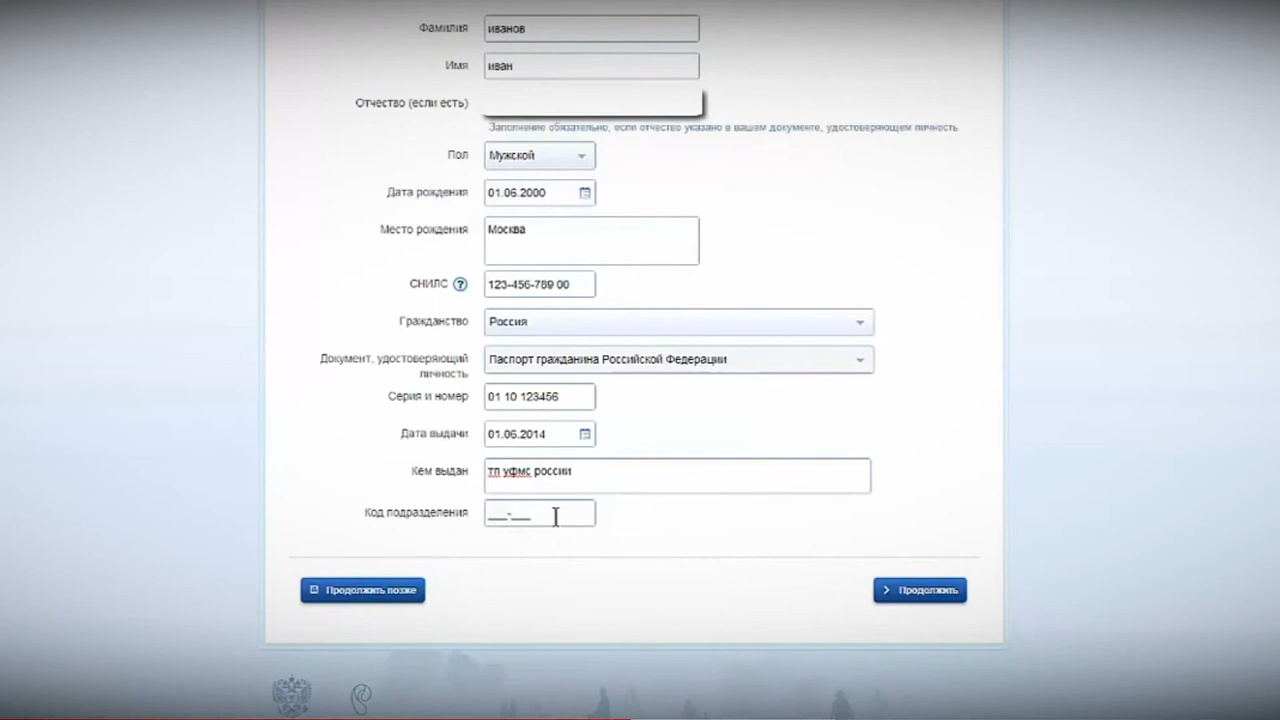 Фамилия иванов
Имя иван
Отчество (если есть)
Заполнение обязательно, если отчество указано в вашем документе, удостоверяющем личность
Пол Мужской
Дата рождения 01.06.2000
Место рождения Москва
СНИЛС ? 123-456-789 00
Гражданство Россия
Документ, удостоверяющий Паспорт гражданина Российской Федерации
личность
Серия и номер 01 10 123456
Дата выдачи 01.06.2014
Кем выдан тп уфмс россии
Код подразделения ___-___
Продолжить позже Продолжить